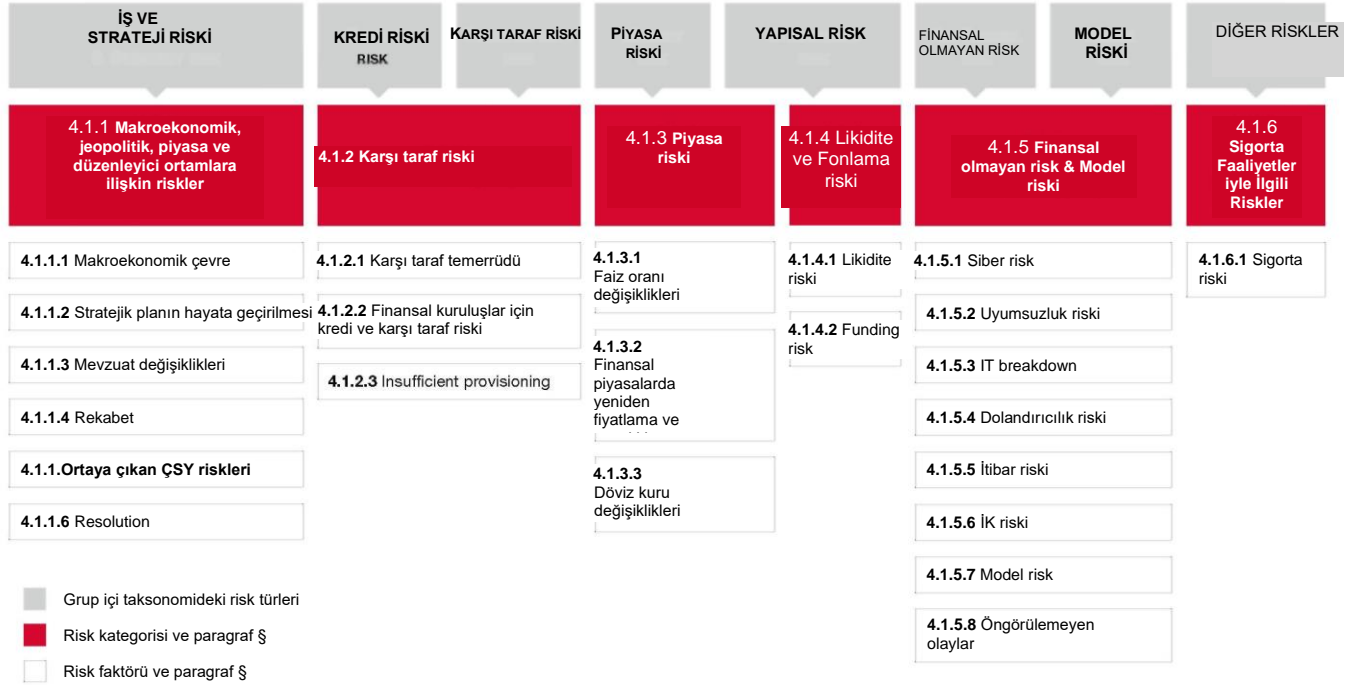 İŞ VE
STRATEJİ RİSKİ
KREDİ RİSKİ
RISK
KARŞI TARAF RİSKİ
PİYASA
RİSKİ
YAPISAL RİSK
FİNANSAL
OLMAYAN RİSK
MODEL
RİSKİ
DİĞER RİSKLER
4.1.1 Makroekonomik,
jeopolitik, piyasa ve
düzenleyici ortamlara
ilişkin riskler
4.1.2 Karşı taraf riski
4.1.3 Piyasa
riski
4.1.4 Likidite
ve Fonlama
riski
4.1.5 Finansal
olmayan risk & Model
riski
4.1.6
Sigorta
Faaliyetler
iyle İlgili
Riskler
4.1.1.1 Makroekonomik çevre
4.1.1.2 Stratejik planın hayata geçirilmesi
4.1.1.3 Mevzuat değişiklikleri
4.1.1.4 Rekabet
4.1.1.Ortaya çıkan ÇSY riskleri
4.1.1.6 Resolution
4.1.2.1 Karşı taraf temerrüdü
4.1.2.2 Finansal kuruluşlar için
kredi ve karşı taraf riski
4.1.2.3 Insufficient provisioning
4.1.3.1
Faiz oranı
değişiklikleri
4.1.3.2
Finansal
piyasalarda
yeniden
fiyatlama ve
4.1.3.3
Döviz kuru
değişiklikleri
4.1.4.1 Likidite
riski
4.1.4.2 Funding
risk
4.1.5.1 Siber risk
4.1.5.2 Uyumsuzluk riski
4.1.5.3 IT breakdown
4.1.5.4 Dolandırıcılık riski
4.1.5.5 İtibar riski
4.1.5.6 İK riski
4.1.5.7 Model risk
4.1.5.8 Öngörülemeyen
olaylar
4.1.6.1 Sigorta
riski
Grup içi taksonomideki risk türleri
Risk kategorisi ve paragraf §
Risk faktörü ve paragraf §